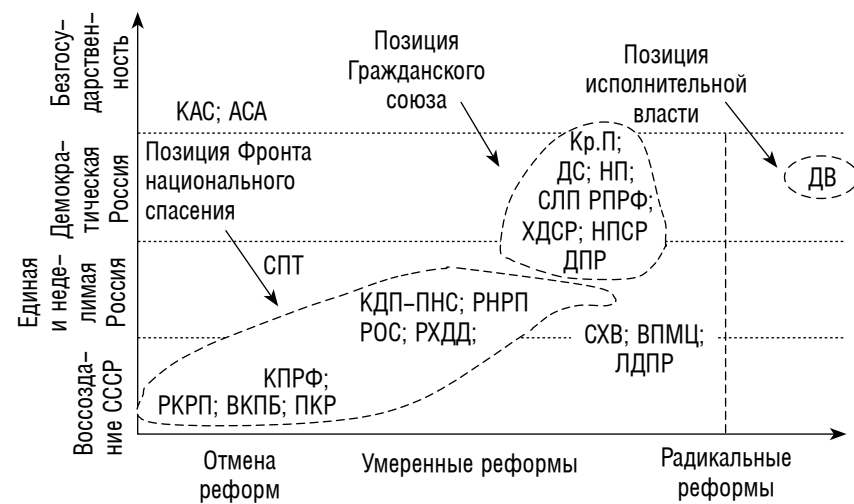 Безгосу-
дарствен-
ность
Демокра-
тическая
Россия
Единая
и неде-
лимая
Россия
Воссозда-
ние СССР
КАС; АСА
Позиция
Гражданского
союза
Позиция
исполнительной
власти
Позиция Фронта
национального
спасения
Кр.П;
ДС; НП;
СЛП РПРФ;
ХДСР; НПСР
ДПР
ДВ
СПТ
КДП–ПНС; РНРП
РОС; РХДД;
СХВ; ВПМЦ;
ЛДПР
КПРФ;
РКРП; ВКПБ; ПКР
Отмена
реформ
Умеренные реформы
Радикальные
реформы